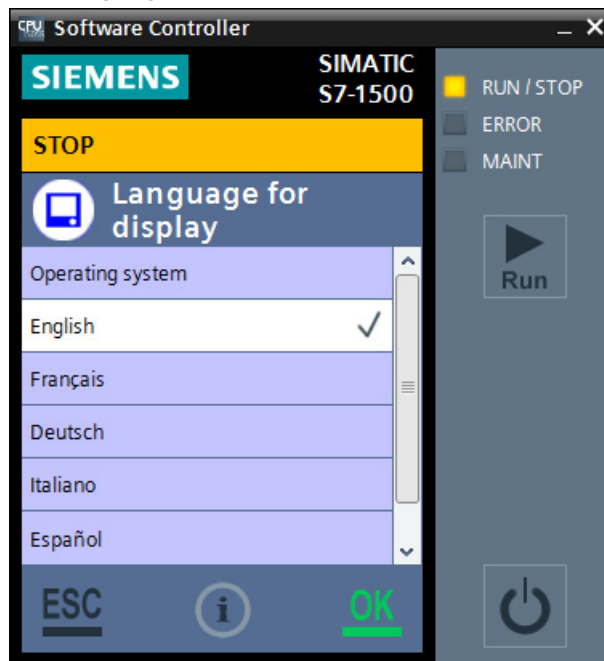 CPU Software Controller
SIEMENS
SIMATIC
S7-1500
STOP
Language for
display
Operating system
English
Français
Deutsch
Italiano
Español
ESC
i
OK
RUN / STOP
ERROR
MAINT
Run